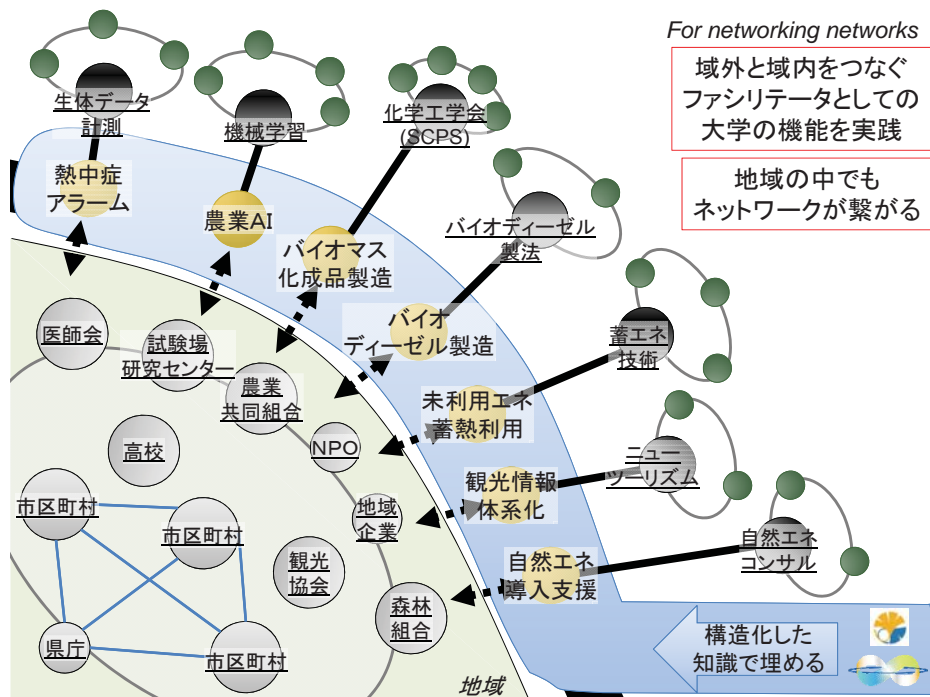 For networking networks
域外と域内をつなぐ
ファシリテータとしての
大学の機能を実践
地域の中でも
ネットワークが繋がる
生体データ
計測
機械学習
化学工学会
(SCPS)
バイオディーゼル
製法
蓄エネ
技術
ニュー
ツーリズム
自然エネ
コンサル
熱中症
アラーム
農業AI
バイオマス
化成品製造
バイオ
ディーゼル製造
未利用エネ
蓄熱利用
観光情報
体系化
自然エネ
導入支援
医師会
試験場
研究センター
農業
共同組合
NPO
高校
地域
企業
市区町村
市区町村
観光
協会
森林
組合
県庁
市区町村
地域
構造化した
知識で埋める